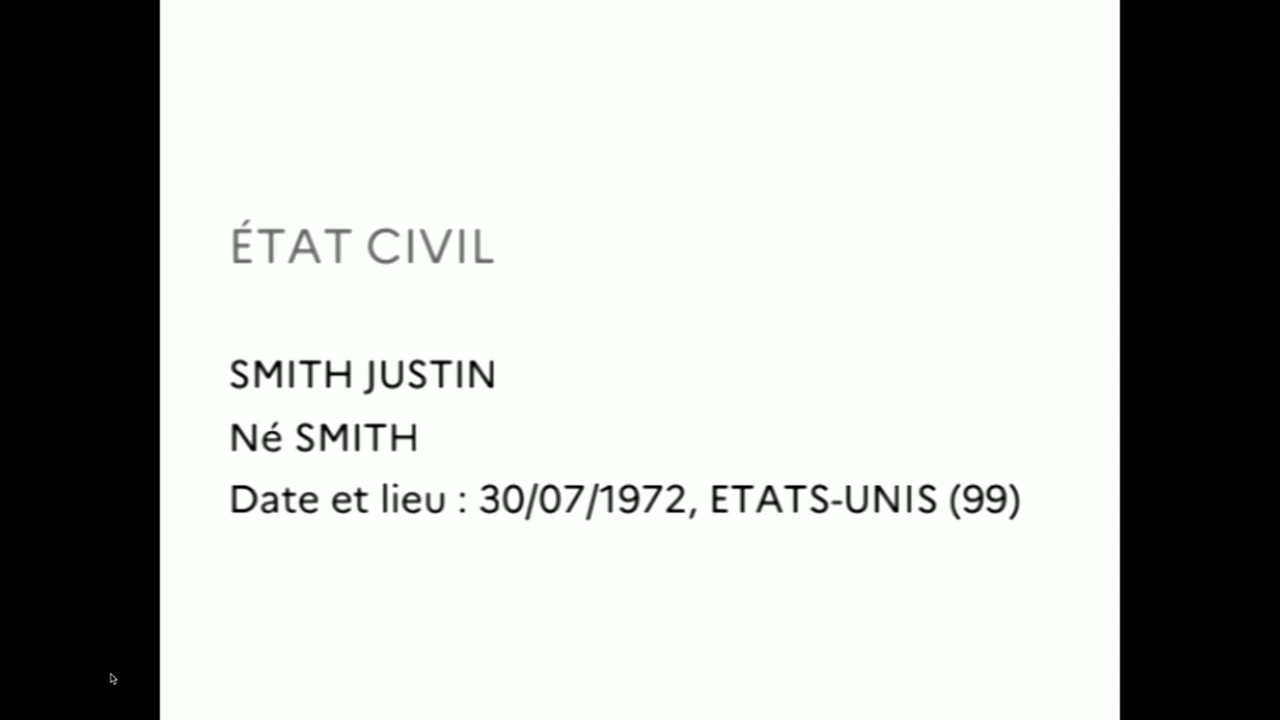 ÉTAT CIVIL
SMITH JUSTIN
Né SMITH
Date et lieu : 30/07/1972, ETATS-UNIS (99)